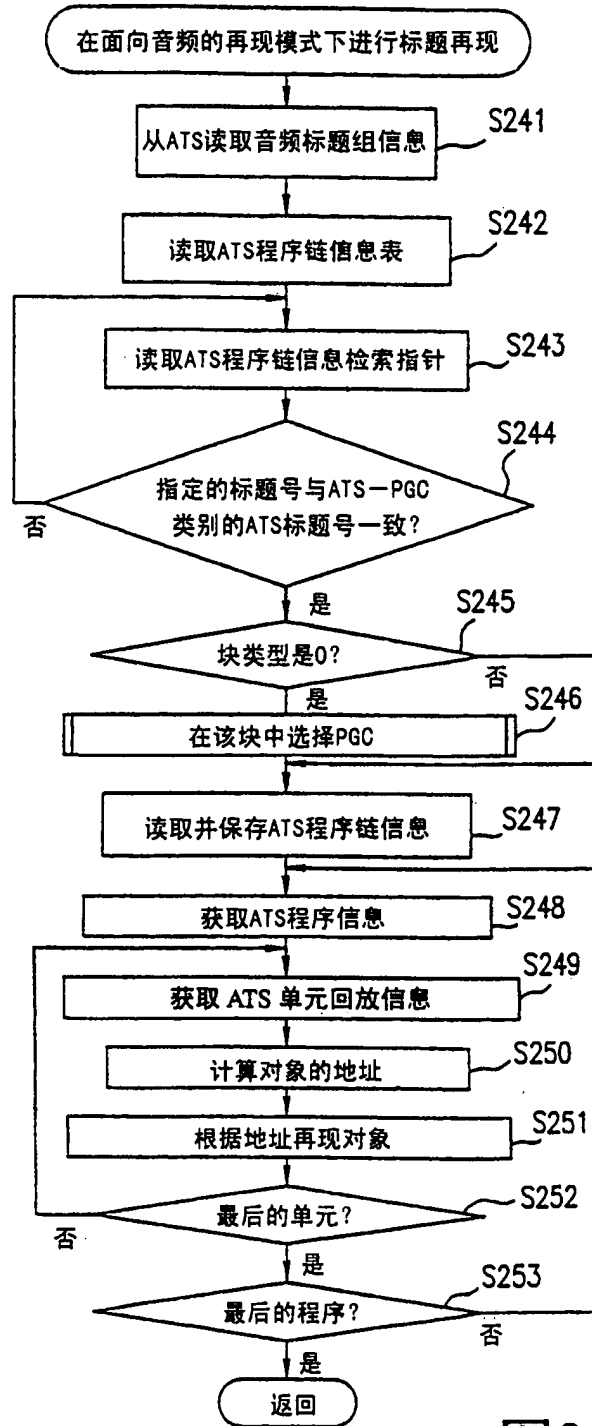 在面向音频的再现模式下进行标题再现
S241
从ATS读取音频标题组信息
S242
读取ATS程序链信息表
S243
读取ATS程序链信息检索指针
S244
指定的标题号与ATS－PGC
类别的ATS标题号一致？
否
是
S245
块类型是0？
否
是
S246
在该块中选择PGC
S247
读取并保存ATS程序链信息
S248
获取ATS程序信息
S249
获取 ATS 单元回放信息
S250
计算对象的地址
S251
根据地址再现对象
S252
最后的单元？
否
是
S253
最后的程序？
否
是
返回